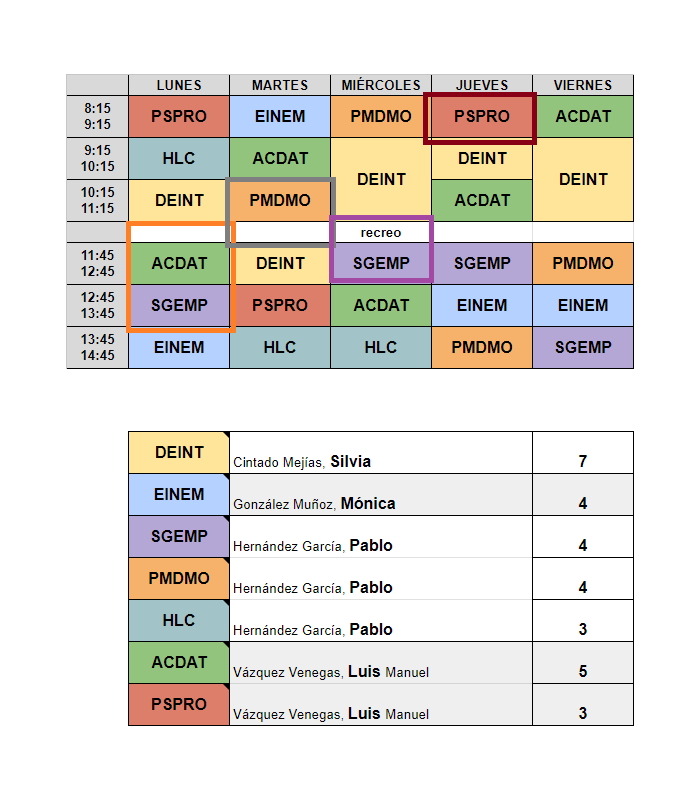 LUNES MARTES MIÉRCOLES JUEVES VIERNES
8:15
9:15
PSPRO EINEM PMDMO PSPRO ACDAT
9:15
10:15
HLC ACDAT DEINT DEINT DEINT
10:15
11:15
DEINT PMDMO ACDAT
recreo
11:45
12:45
ACDAT DEINT SGEMP SGEMP PMDMO
12:45
13:45
SGEMP PSPRO ACDAT EINEM EINEM
13:45
14:45
EINEM HLC HLC PMDMO SGEMP
DEINT Cintado Mejías, Silvia 7
EINEM González Muñoz, Mónica 4
SGEMP Hernández García, Pablo 4
PMDMO Hernández García, Pablo 4
HLC Hernández García, Pablo 3
ACDAT Vázquez Venegas, Luis Manuel 5
PSPRO Vázquez Venegas, Luis Manuel 3